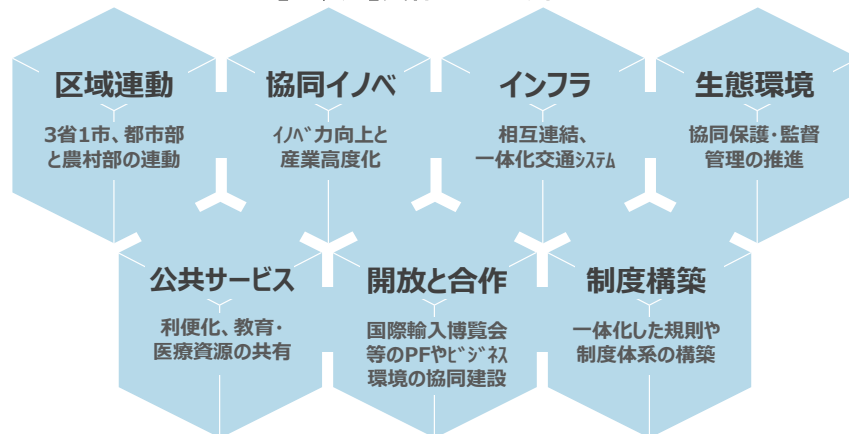 区域連動
3省1市、都市部
と農村部の連動
協同イノベ
ｲﾉﾍﾞ力向上と
産業高度化
インフラ
相互連結、
一体化交通ｼｽﾃﾑ
生態環境
協同保護・監督
管理の推進
公共サービス
利便化、教育・
医療資源の共有
開放と合作
国際輸入博覧会
等のPFやﾋﾞｼﾞﾈｽ
環境の協同建設
制度構築
一体化した規則や
制度体系の構築